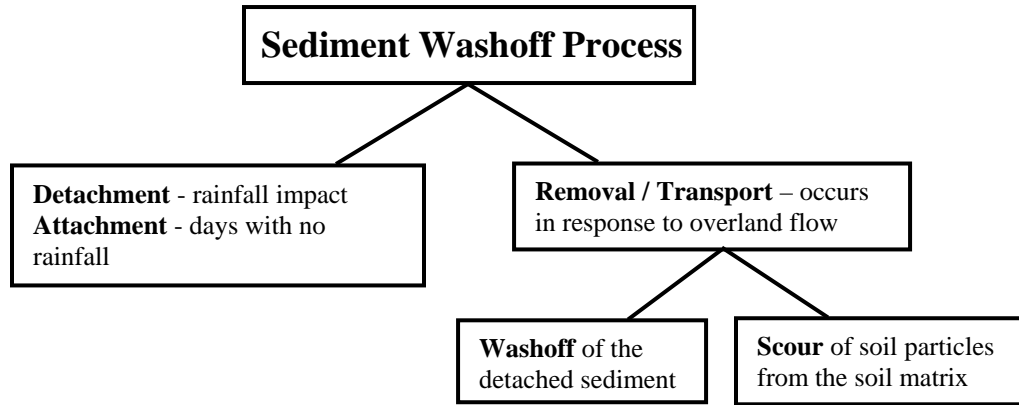 Sediment Washoff Process
Detachment - rainfall impact
Attachment - days with no
rainfall
Removal / Transport – occurs
in response to overland flow
Washoff of the
detached sediment
Scour of soil particles
from the soil matrix